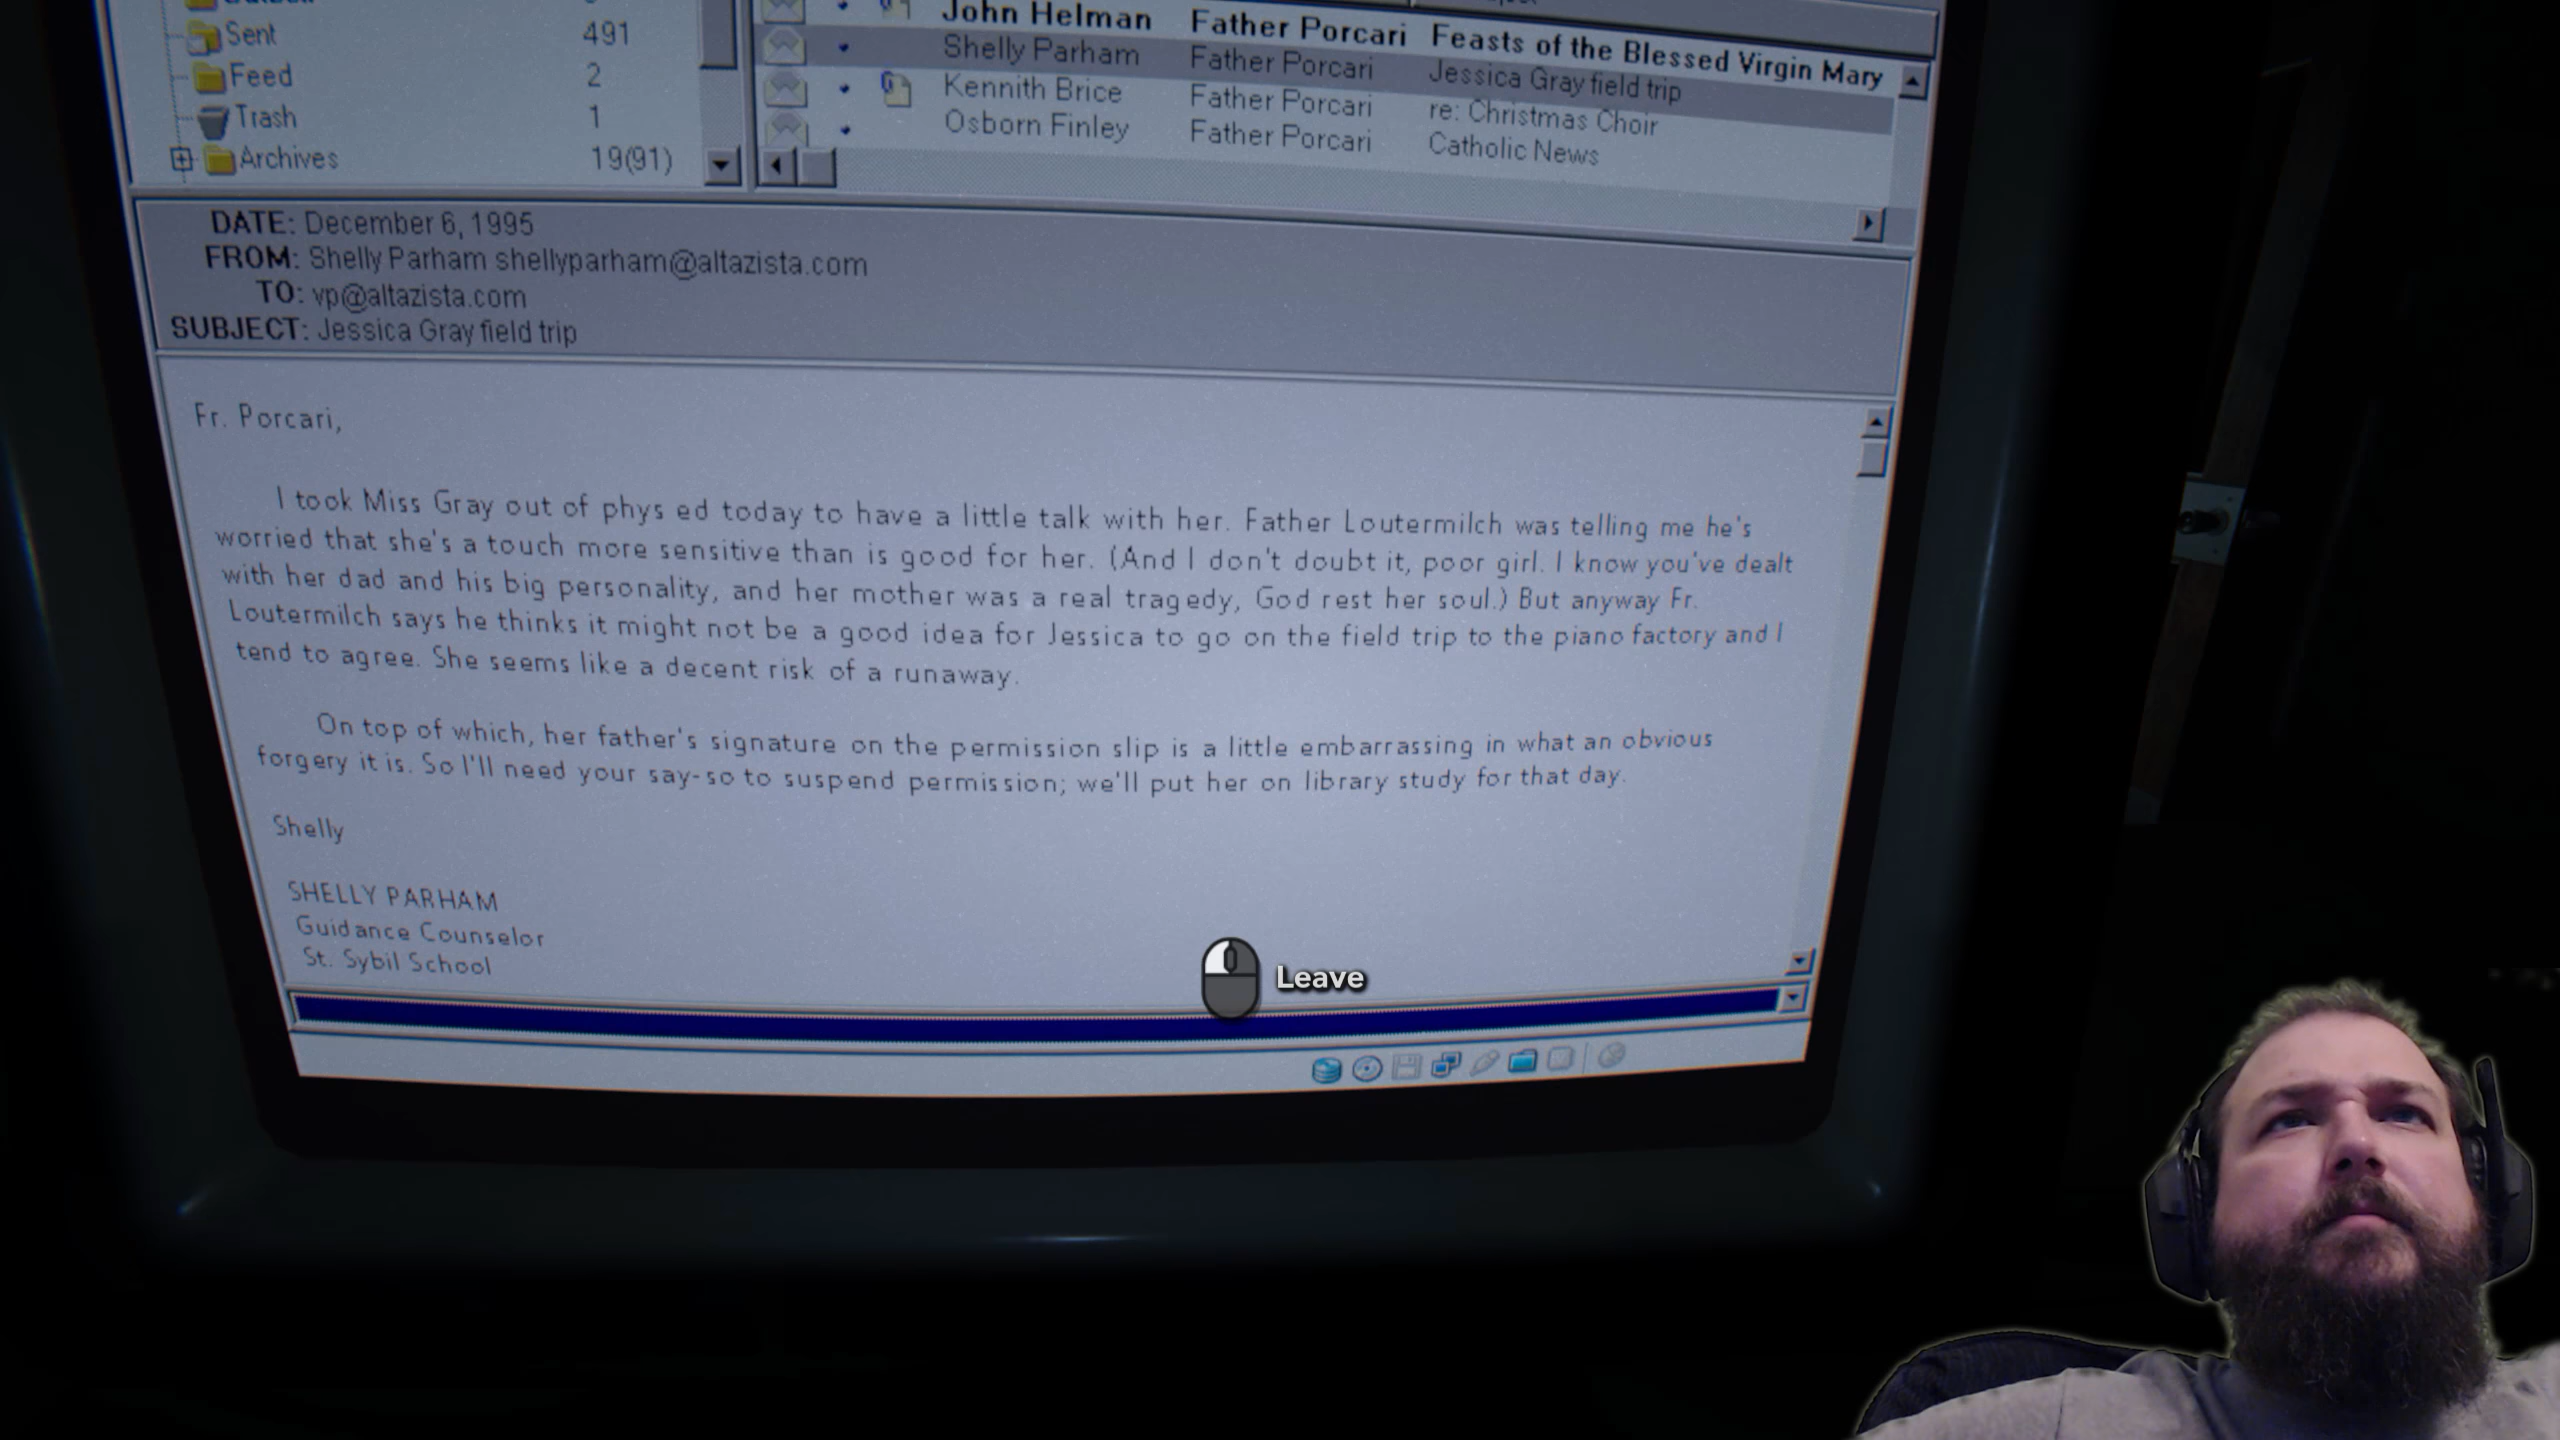 Sent 491
Feed 2
Trash 1
Archives 19(91)
John Helman Father Porcari Feasts of the Blessed Virgin Mary
Shelly Parham Father Porcari Jessica Gray field trip
Kennith Brice Father Porcari re: Christmas Choir
Osborn Finley Father Porcari Catholic News
DATE: December 6, 1995
FROM: Shelly Parham shellyparham@altazista.com
TO: vp@altazista.com
SUBJECT: Jessica Gray field trip
Fr. Porcari,
I took Miss Gray out of phys ed today to have a little talk with her. Father Loutermilch was telling me he's
worried that she's a touch more sensitive than is good for her. (And I don't doubt it, poor girl. I know you've dealt
with her dad and his big personality, and her mother was a real tragedy, God rest her soul.) But anyway Fr.
Loutermilch says he thinks it might not be a good idea for Jessica to go on the field trip to the piano factory and I
tend to agree. She seems like a decent risk of a runaway.
On top of which, her father's signature on the permission slip is a little embarrassing in what an obvious
forgery it is. So I'll need your say-so to suspend permission; we'll put her on library study for that day.
Shelly
SHELLY PARHAM
Guidance Counselor
St. Sybil School
Leave